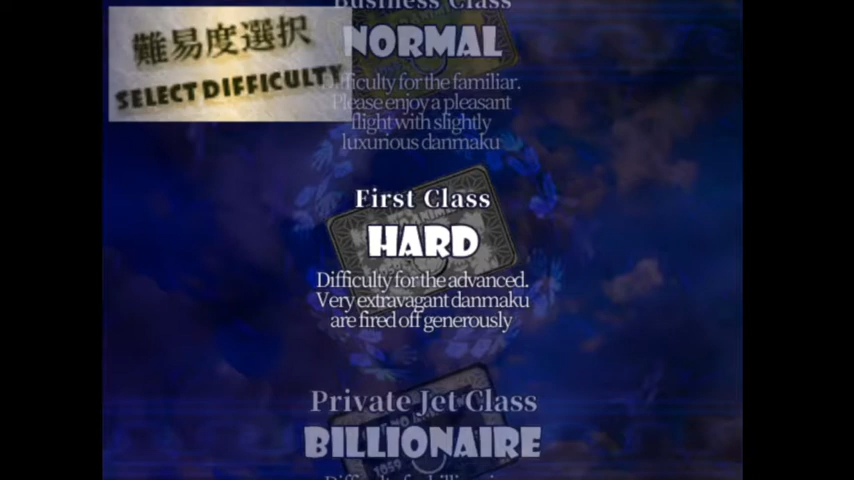 Business Class
難易度選択
SELECT DIFFICULTY
NORMAL
Difficulty for the familiar.
Please enjoy a pleasant
flight with slightly
luxurious danmaku
First Class
HARD
Difficulty for the advanced.
Very extravagant danmaku
are fired off generously
Private Jet Class
BILLIONAIRE